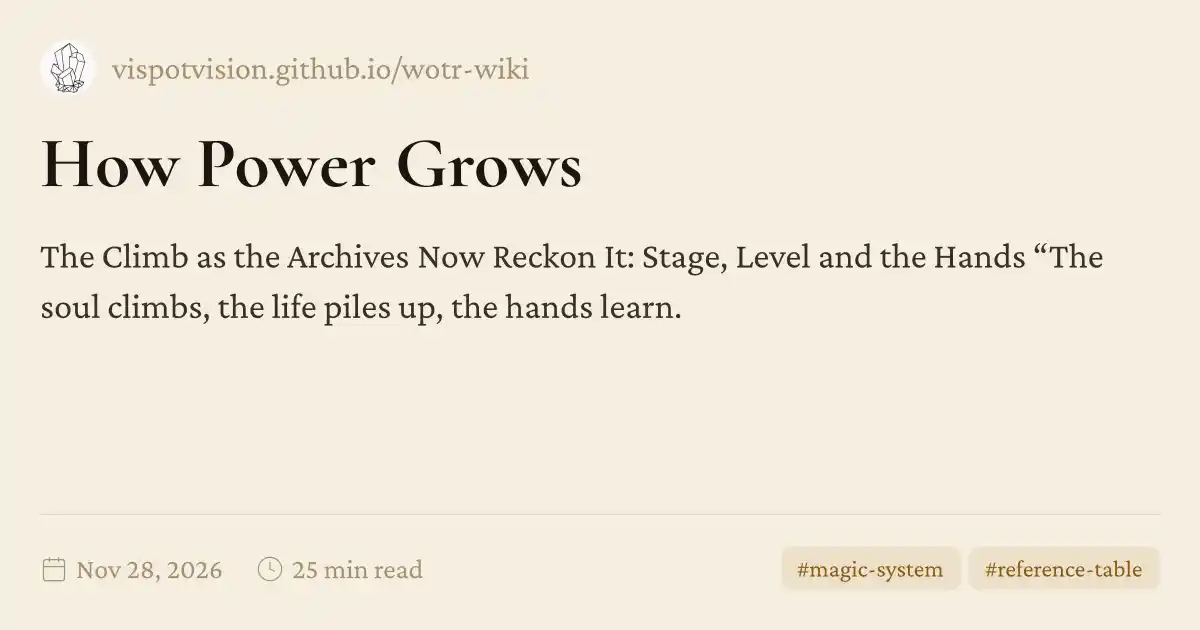 vispotvision.github.io/wotr-wiki
How Power Grows
The Climb as the Archives Now Reckon It: Stage, Level and the Hands “The
soul climbs, the life piles up, the hands learn.
Nov 28, 2026
25 min read
#magic-system
#reference-table